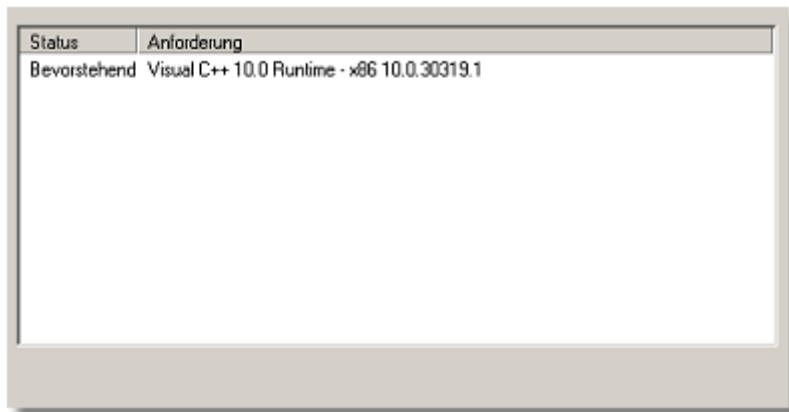 Status Anforderung
Bevorstehend Visual C++ 10.0 Runtime - x86 10.0.30319.1